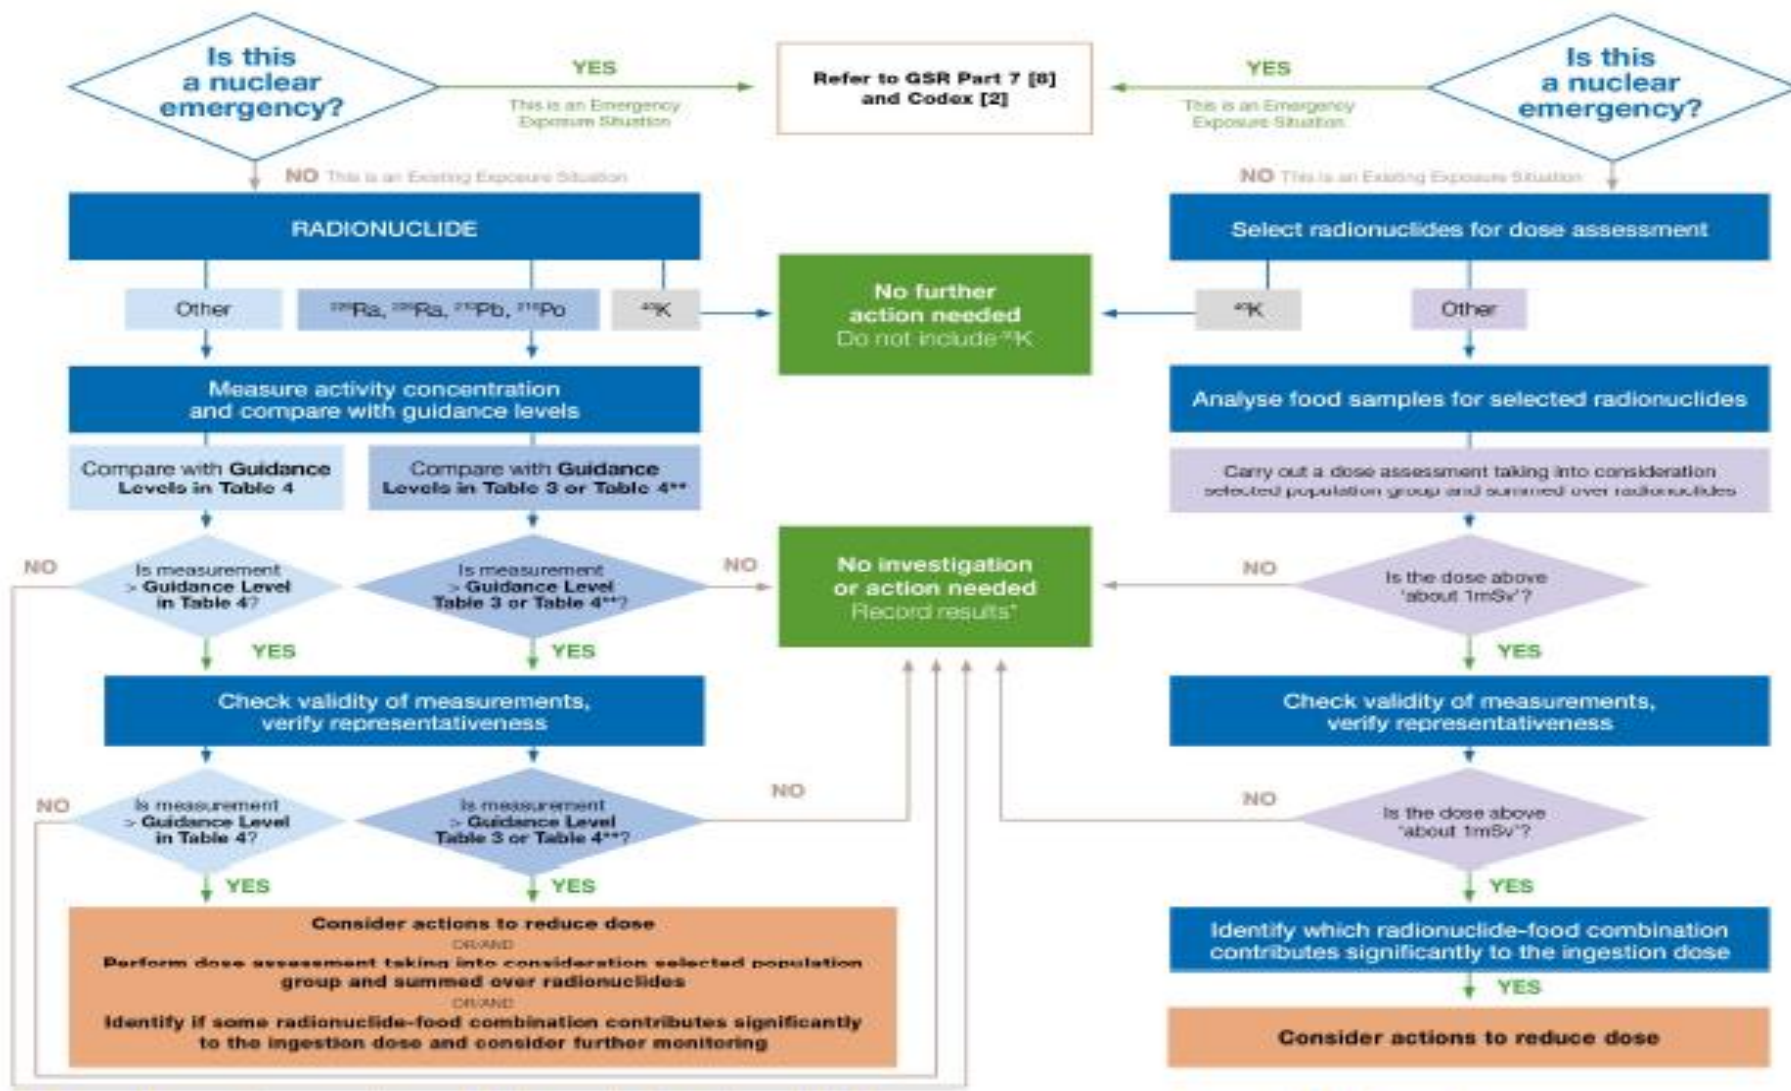 Is this
a nuclear
emergency?
YES
This is an Emergency
Exposure Situation
Refer to GSR Part 7 [8]
and Codex [2]
YES
This is an Emergency
Exposure Situation
Is this
a nuclear
emergency?
NO This is an Existing Exposure Situation
NO This is an Existing Exposure Situation
RADIONUCLIDE
Select radionuclides for dose assessment
Other
Ra, Ra, Pb, Po
⁴⁰K
No further
action needed
Do not include ⁴⁰K
⁴⁰K
Other
Measure activity concentration
and compare with guidance levels
Analyse food samples for selected radionuclides
Compare with Guidance
Levels in Table 4
Compare with Guidance
Levels in Table 3 or Table 4**
Carry out a dose assessment taking into consideration
selected population group and summed over radionuclides
NO
Is measurement
> Guidance Level
in Table 4?
Is measurement
> Guidance Level
Table 3 or Table 4**?
NO
No investigation
or action needed
Record results*
NO
Is the dose above
'about 1mSv'?
YES
YES
YES
Check validity of measurements,
verify representativeness
Check validity of measurements,
verify representativeness
NO
Is measurement
> Guidance Level
in Table 4?
Is measurement
> Guidance Level
Table 3 or Table 4**?
NO
NO
Is the dose above
'about 1mSv'?
YES
YES
YES
Consider actions to reduce dose
OR/AND
Perform dose assessment taking into consideration selected population
group and summed over radionuclides
OR/AND
Identify if some radionuclide-food combination contributes significantly
to the ingestion dose and consider further monitoring
Identify which radionuclide-food combination
contributes significantly to the ingestion dose
YES
Consider actions to reduce dose